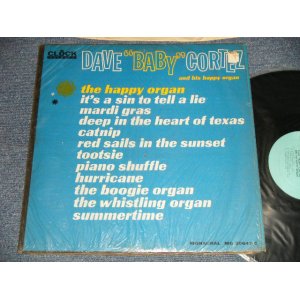 CLOCK
DAVE "BABY" CORTEZ
and his happy organ
the happy organ
it's a sin to tell a lie
mardi gras
deep in the heart of texas
catnip
red sails in the sunset
tootsie
piano shuffle
hurricane
the boogie organ
the whistling organ
summertime